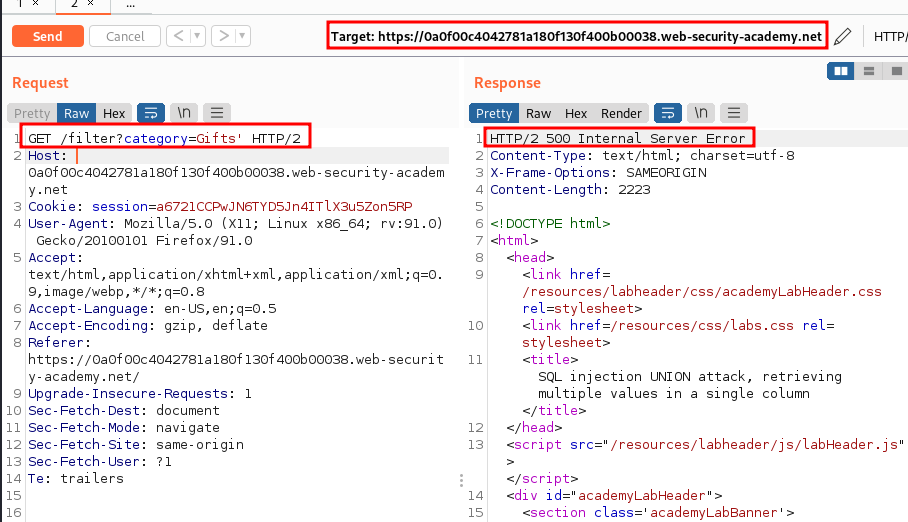 1 × 2 × ...
Send Cancel < > Target: https://0a0f00c4042781a180f130f400b00038.web-security-academy.net HTTP/
Request
Pretty Raw Hex \n
1 GET /filter?category=Gifts' HTTP/2
2 Host:
0a0f00c4042781a180f130f400b00038.web-security-academ
y.net
3 Cookie: session=a6721CCPwJN6TYD5Jn4ITlX3u5Zon5RP
4 User-Agent: Mozilla/5.0 (X11; Linux x86_64; rv:91.0)
Gecko/20100101 Firefox/91.0
5 Accept:
text/html,application/xhtml+xml,application/xml;q=0.
9,image/webp,*/*;q=0.8
6 Accept-Language: en-US,en;q=0.5
7 Accept-Encoding: gzip, deflate
8 Referer:
https://0a0f00c4042781a180f130f400b00038.web-securit
y-academy.net/
9 Upgrade-Insecure-Requests: 1
10 Sec-Fetch-Dest: document
11 Sec-Fetch-Mode: navigate
12 Sec-Fetch-Site: same-origin
13 Sec-Fetch-User: ?1
14 Te: trailers
15
16
Response
Pretty Raw Hex Render \n
1 HTTP/2 500 Internal Server Error
2 Content-Type: text/html; charset=utf-8
3 X-Frame-Options: SAMEORIGIN
4 Content-Length: 2223
5
6 <!DOCTYPE html>
7 <html>
8 <head>
9 <link href=
/resources/labheader/css/academyLabHeader.css
rel=stylesheet>
10 <link href=/resources/css/labs.css rel=
stylesheet>
11 <title>
SQL injection UNION attack, retrieving
multiple values in a single column
</title>
12 </head>
13 <script src="/resources/labheader/js/labHeader.js"
>
</script>
14 <div id="academyLabHeader">
15 <section class='academyLabBanner'>